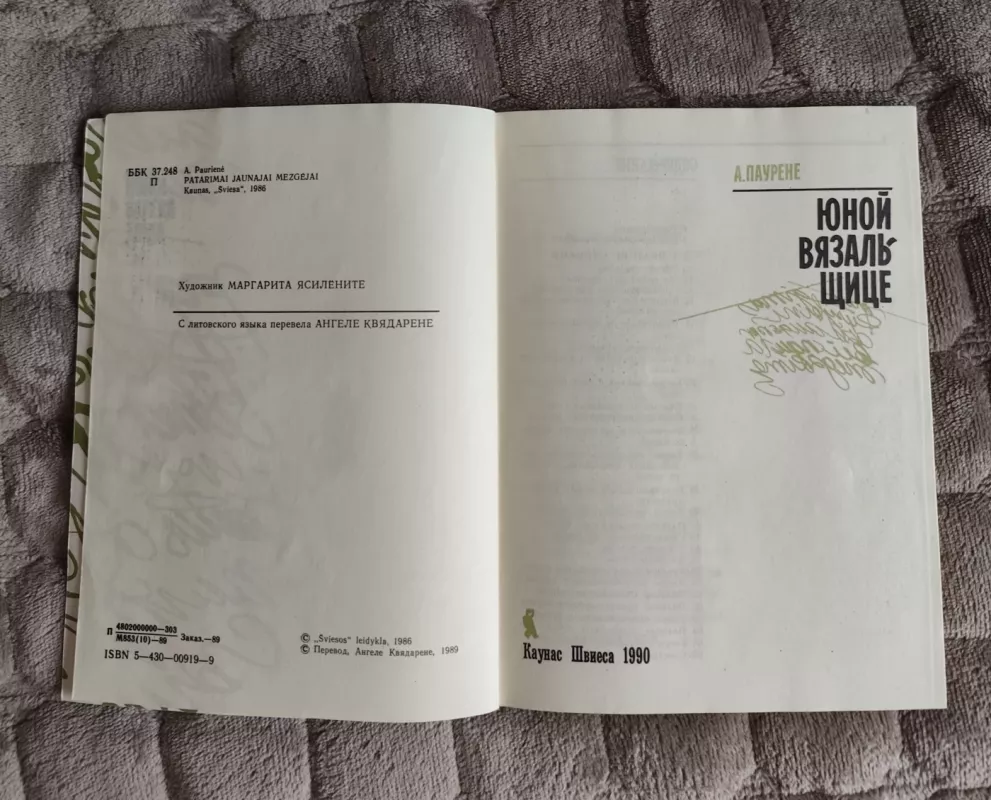 ББК 37.248
П
A. Paurienė
PATARIMAI JAUNAJAI MEZGĖJAI
Kaunas, „Šviesa“, 1986
Художник МАРГАРИТА ЯСИЛЕНИТЕ
С литовского языка перевела АНГЕЛЕ КВЯДАРЕНЕ
П 4802000000—303
М853(10)—89 Заказ.—89
ISBN 5—430—00919—9
© „Šviesos“ leidykla, 1986
© Перевод, Ангеле Квядарене, 1989
А.ПАУРЕНЕ
ЮНОЙ
ВЯЗАЛЬ
ЩИЦЕ
Каунас Швиеса 1990